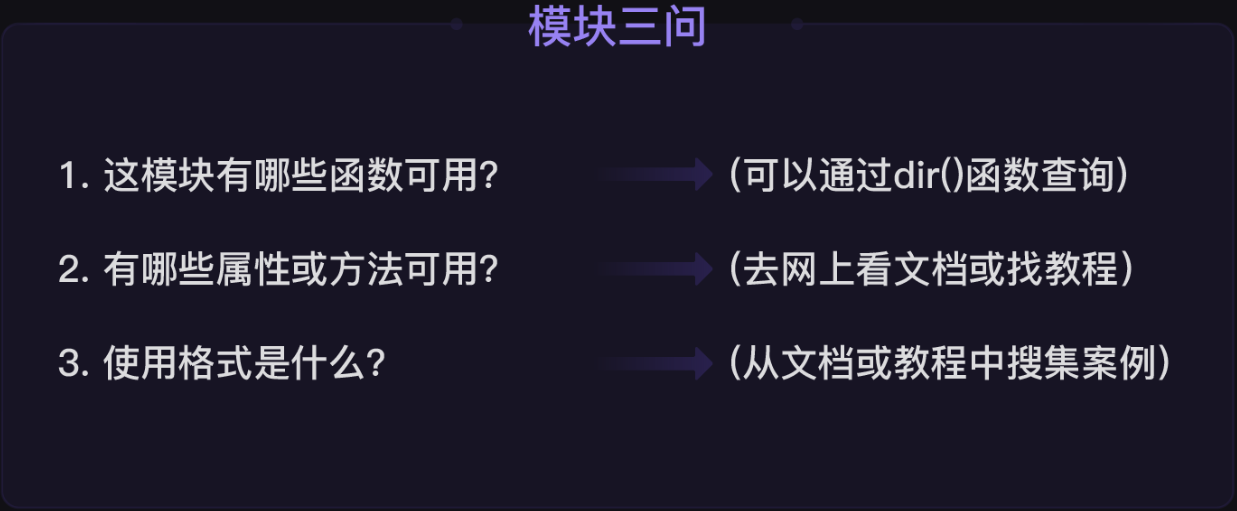 模块三问
1. 这模块有哪些函数可用? (可以通过dir()函数查询)
2. 有哪些属性或方法可用? (去网上看文档或找教程)
3. 使用格式是什么? (从文档或教程中搜集案例)